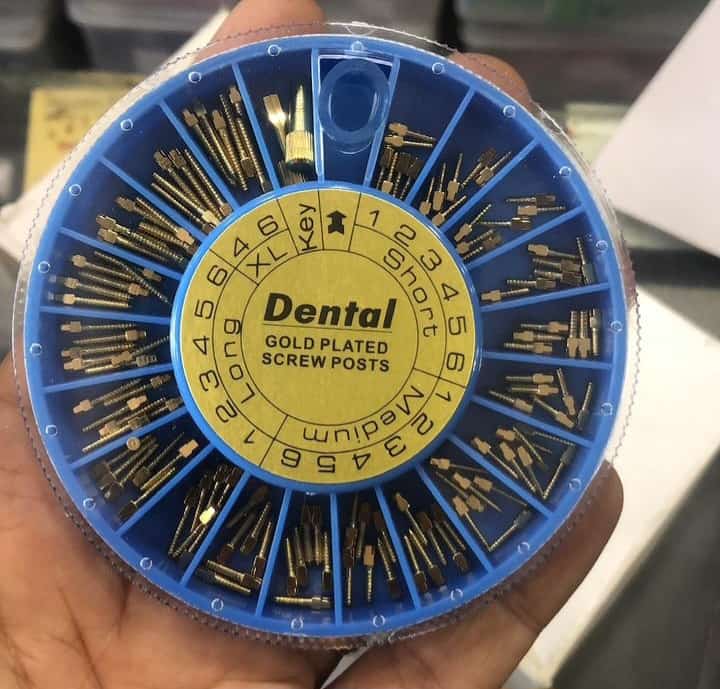 Dental
GOLD PLATED
SCREW POSTS
Key
1 2 3 4 5 6
Short
1 2 3 4 5 6
Medium
1 2 3 4 5 6
Long
4 6
XL